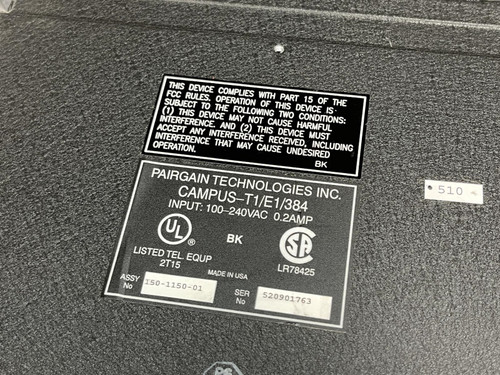 THIS DEVICE COMPLIES WITH PART 15 OF THE
FCC RULES. OPERATION OF THIS DEVICE IS
SUBJECT TO THE FOLLOWING TWO CONDITIONS:
(1) THIS DEVICE MAY NOT CAUSE HARMFUL
INTERFERENCE. AND (2) THIS DEVICE MUST
ACCEPT ANY INTERFERENCE RECEIVED, INCLUDING
INTERFERENCE THAT MAY CAUSE UNDESIRED
OPERATION.
BK
510
PAIRGAIN TECHNOLOGIES INC.
CAMPUS-T1/E1/384
INPUT: 100-240VAC 0.2AMP
UL
BK
SA
LISTED TEL. EQUP
2T15
LR78425
MADE IN USA
ASSY No 150-1150-01
SER No 520901763